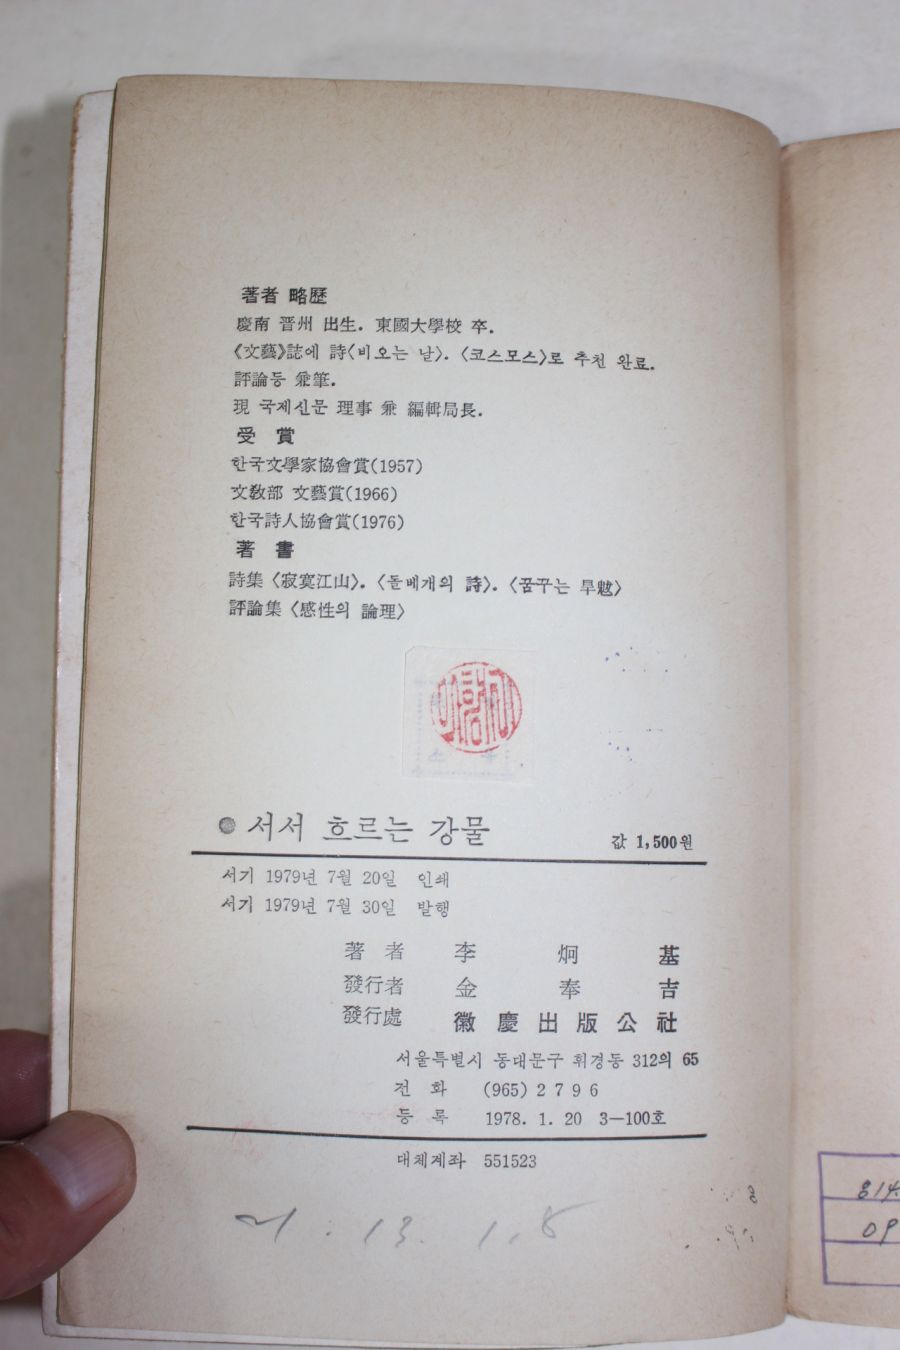 著者 略歷
慶南 晋州 出生. 東國大學校 卒.
《文藝》誌에 詩〈비오는 날〉. 〈코스모스〉로 추천 완료.
評論등 兼筆.
現 국제신문 理事 兼 編輯局長.
受 賞
한국文學家協會賞(1957)
文敎部 文藝賞(1966)
한국詩人協會賞(1976)
著 書
詩集 〈寂寞江山〉. 〈돌베개의 詩〉. 〈꿈꾸는 旱魃〉
評論集 〈感性의 論理〉
● 서서 흐르는 강물 값 1,500원
서기 1979년 7월 20일 인쇄
서기 1979년 7월 30일 발행
著 者 李 炯 基
發行者 金 奉 吉
發行處 徽 慶 出 版 公 社
서울특별시 동대문구 휘경동 312의 65
전 화 (965) 2 7 9 6
등 록 1978. 1. 20 3—100호
대체계좌 551523
814.
09